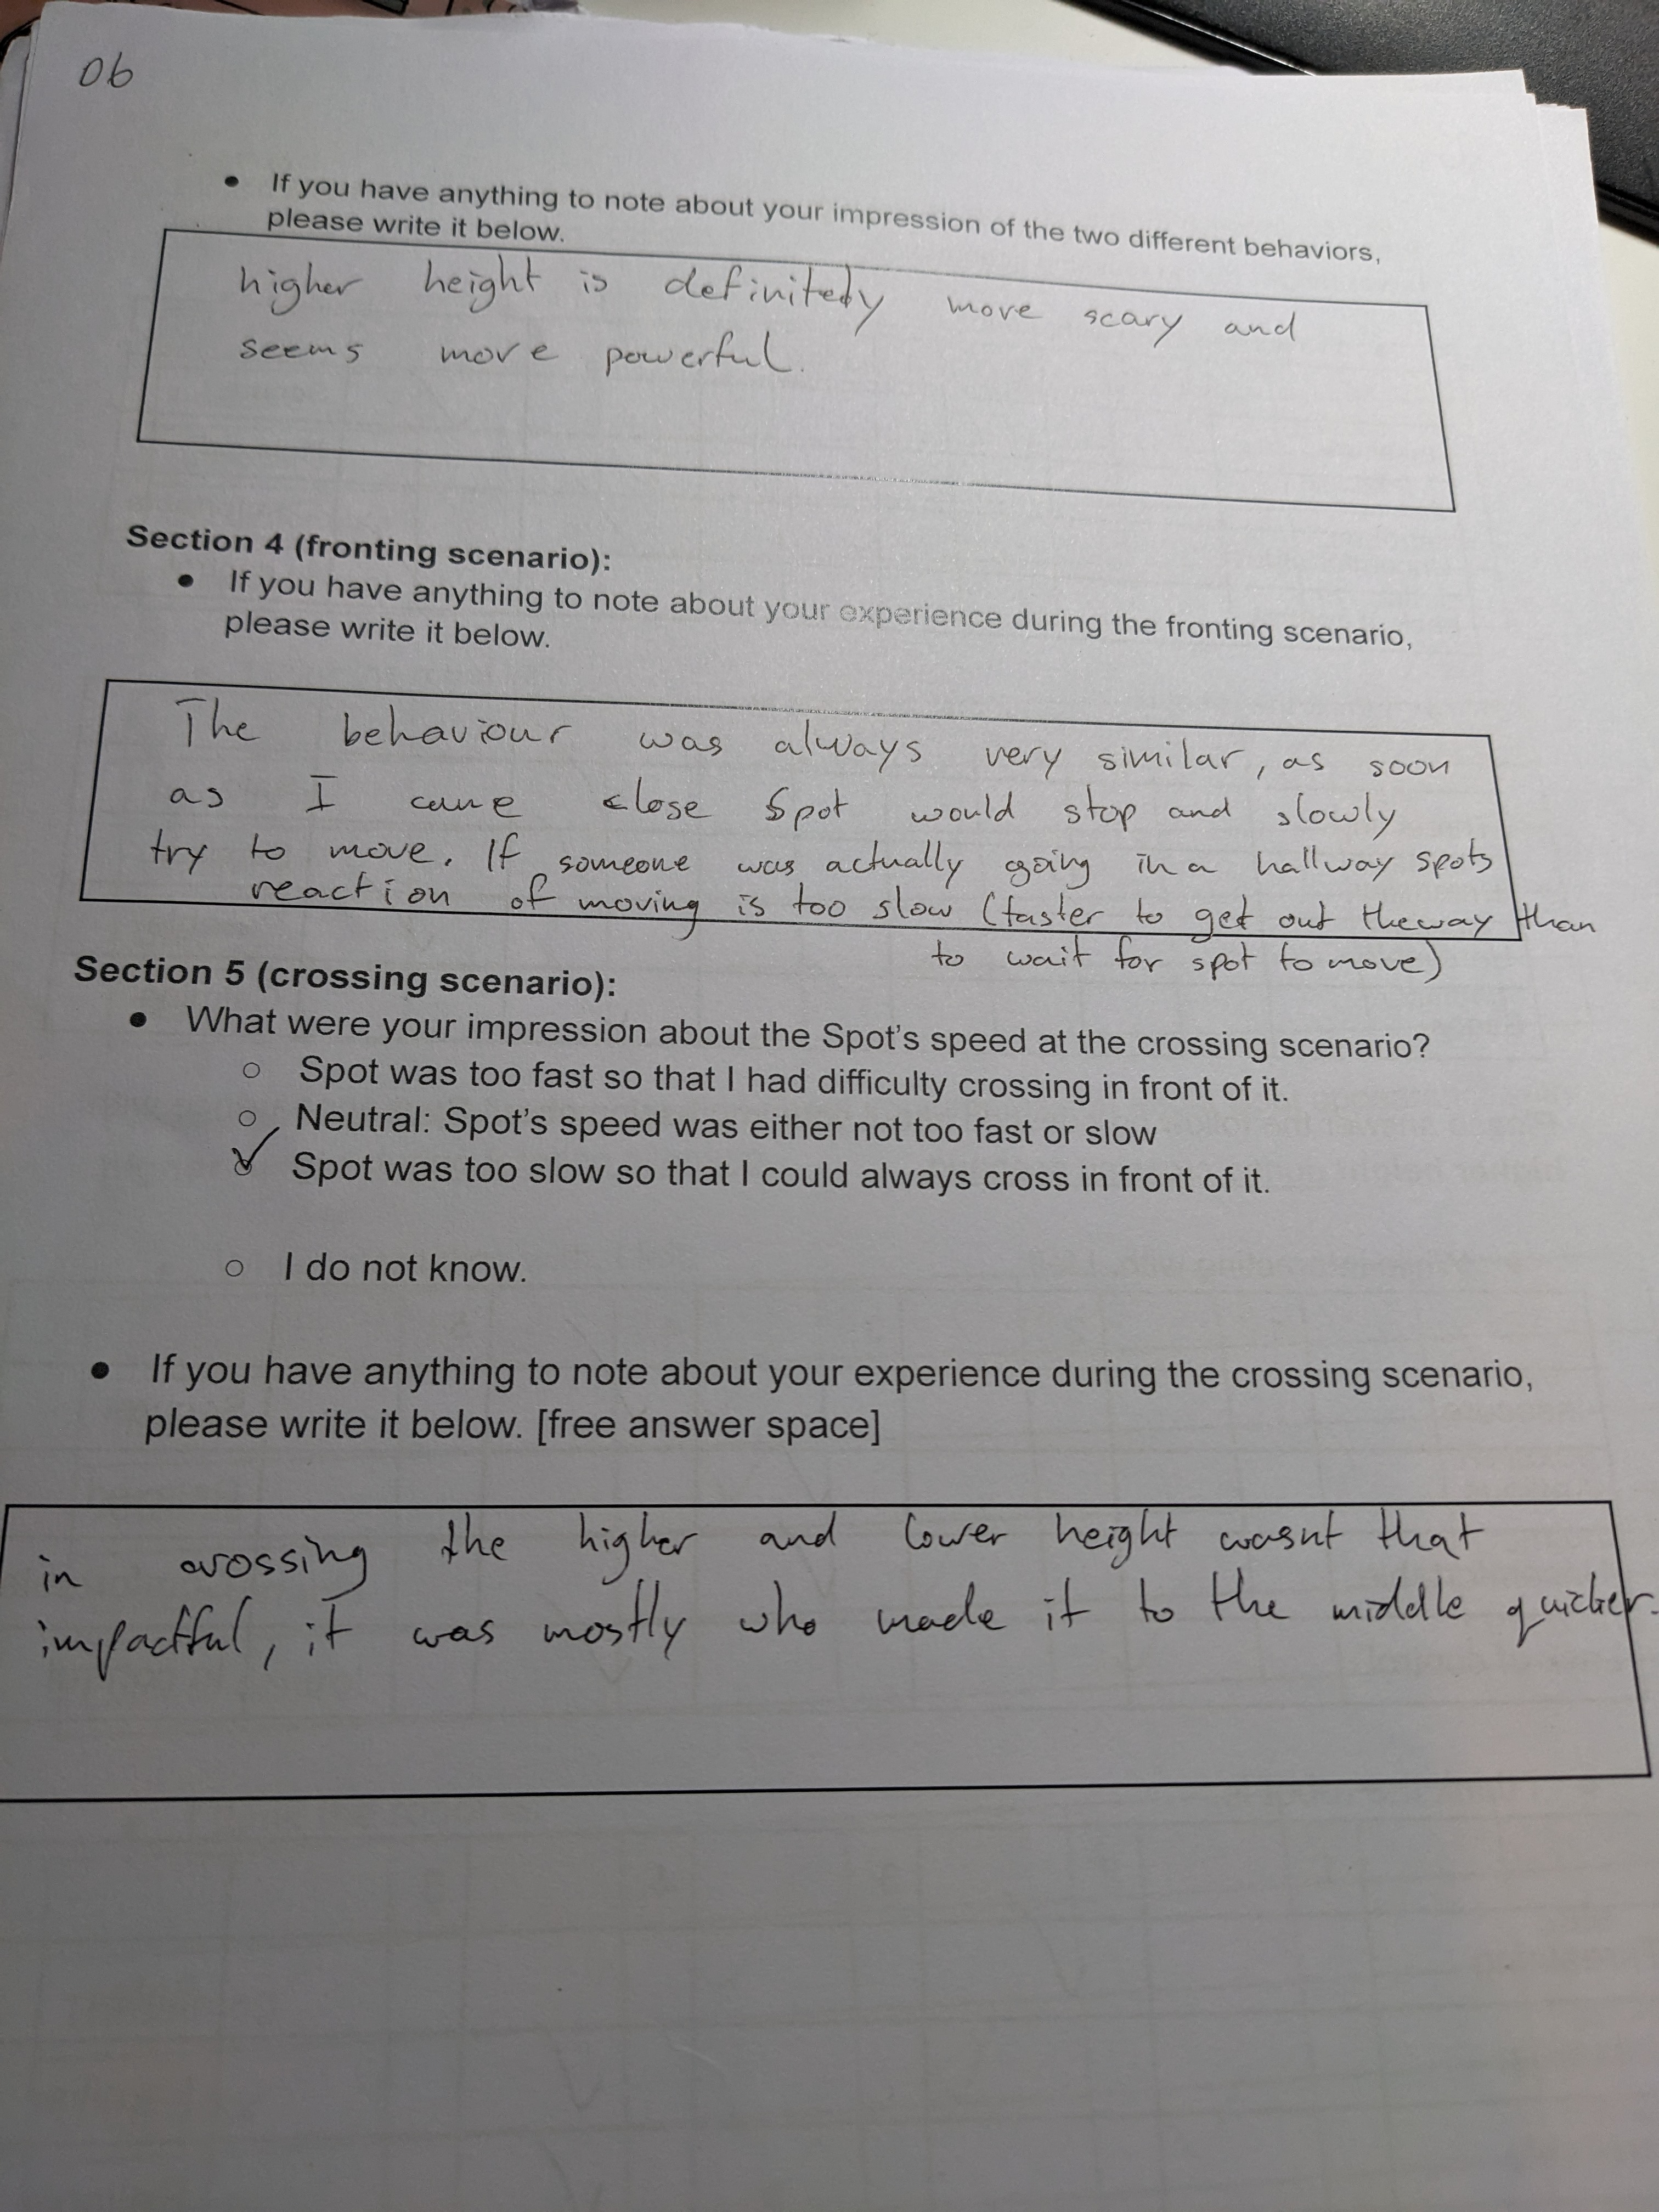 06
• If you have anything to note about your impression of the two different behaviors,
please write it below.
higher height is definitely more scary and
seems more powerful.
Section 4 (fronting scenario):
• If you have anything to note about your experience during the fronting scenario,
please write it below.
The behaviour was always very similar, as soon
as I came close Spot would stop and slowly
try to move. If someone was actually going in a hallway spots
reaction of moving is too slow (faster to get out theway than
to wait for spot to move)
Section 5 (crossing scenario):
• What were your impression about the Spot's speed at the crossing scenario?
○ Spot was too fast so that I had difficulty crossing in front of it.
○ Neutral: Spot's speed was either not too fast or slow
○ Spot was too slow so that I could always cross in front of it.
○ I do not know.
• If you have anything to note about your experience during the crossing scenario,
please write it below. [free answer space]
in crossing the higher and lower height wasnt that
impactful, it was mostly who made it to the middle quicker.